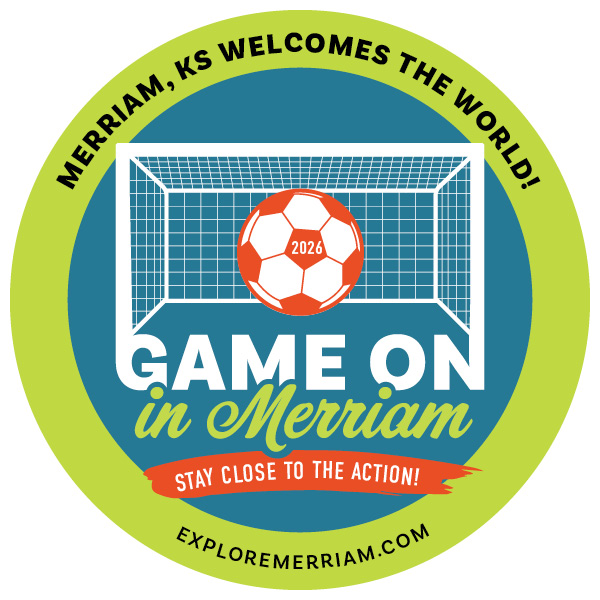 MERRIAM, KS WELCOMES THE WORLD!
2026
GAME ON
in Merriam
STAY CLOSE TO THE ACTION!
EXPLOREMERRIAM.COM